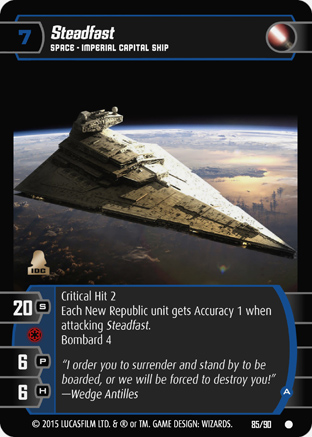 7
Steadfast
SPACE - IMPERIAL CAPITAL SHIP
IDC
20 S
Critical Hit 2
Each New Republic unit gets Accuracy 1 when
attacking Steadfast.
Bombard 4
6 P
6 H
"I order you to surrender and stand by to be
boarded, or we will be forced to destroy you!"
—Wedge Antilles
A
© 2015 LUCASFILM LTD. & ® or TM. GAME DESIGN: WIZARDS.
85/90